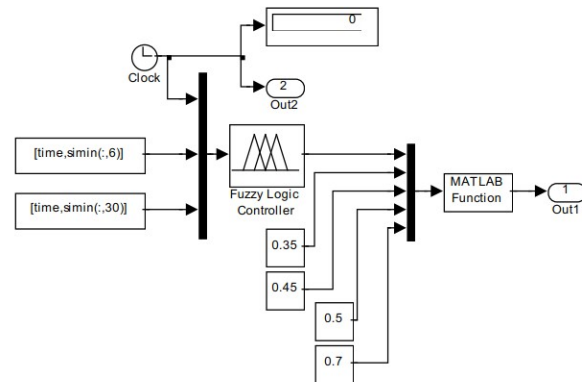 0
Clock
2
Out2
[time,simin(:,6)]
[time,simin(:,30)]
Fuzzy Logic
Controller
MATLAB
Function
1
Out1
0.35
0.45
0.5
0.7